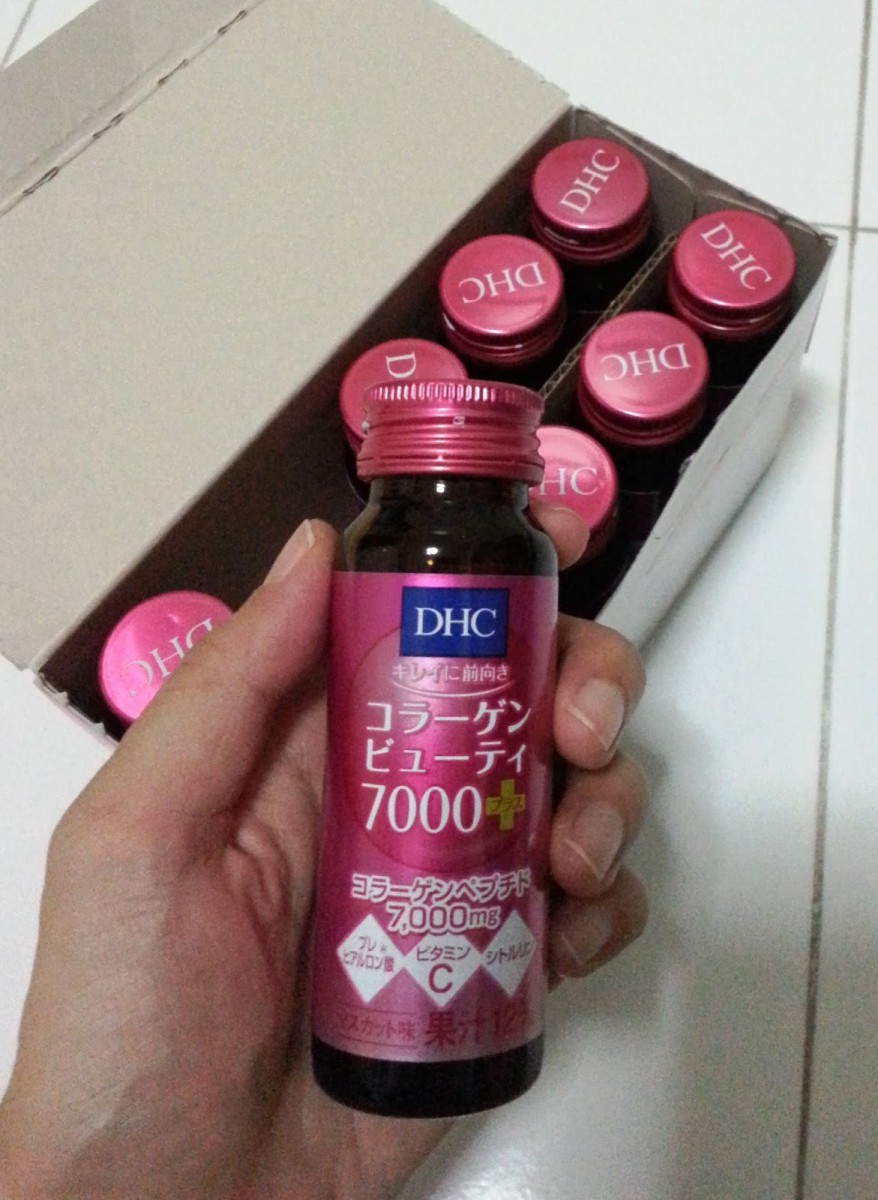 DHC
DHC
DHC
DHC
D
HC
DHC
DHC
キレイに前向き
コラーゲン
ビューティ
7000
プラス
コラーゲンペプチド
7,000mg
プレ※
ヒアルロン酸
ビタミン
C
シトルリン
マスカット味
果汁12%